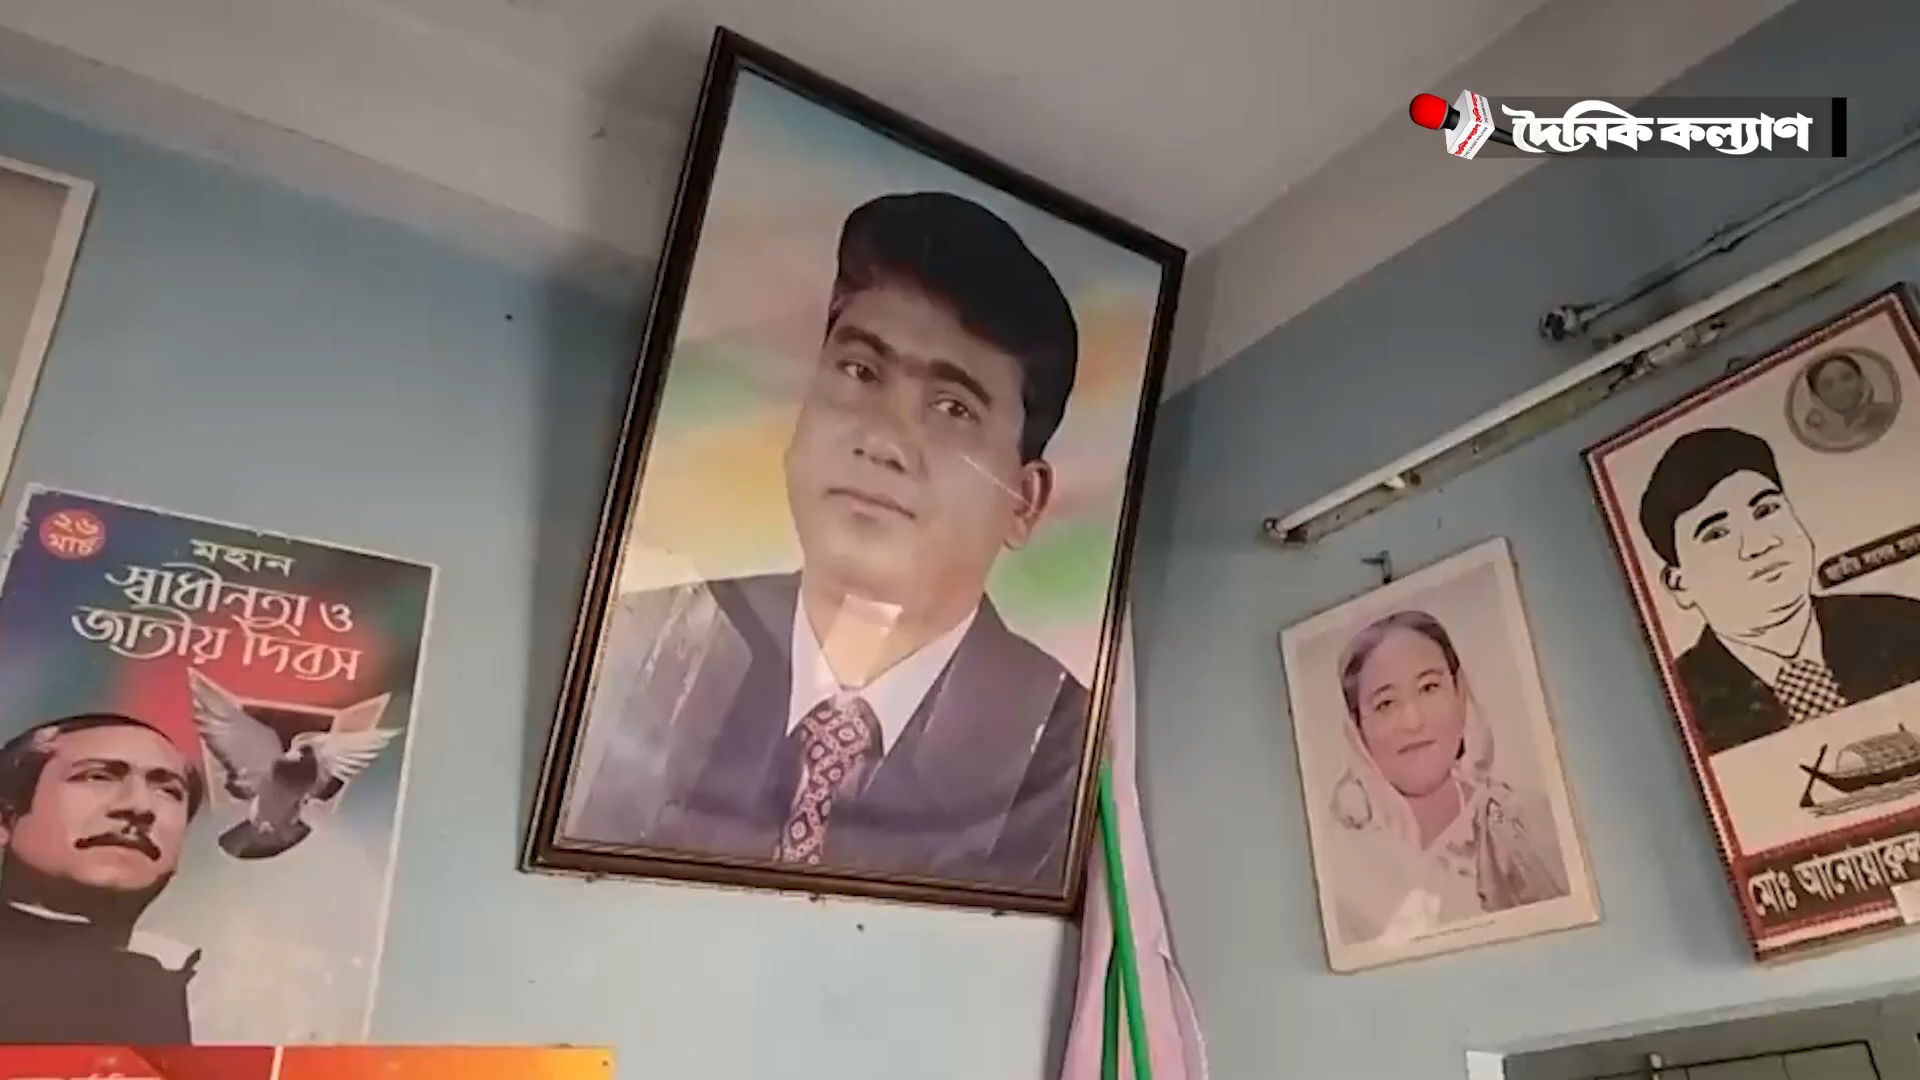 দৈনিক কল্যাণ
২৬
মার্চ
মহান
স্বাধীনতা ও
জাতীয় দিবস
মোঃ আনোয়ারুল